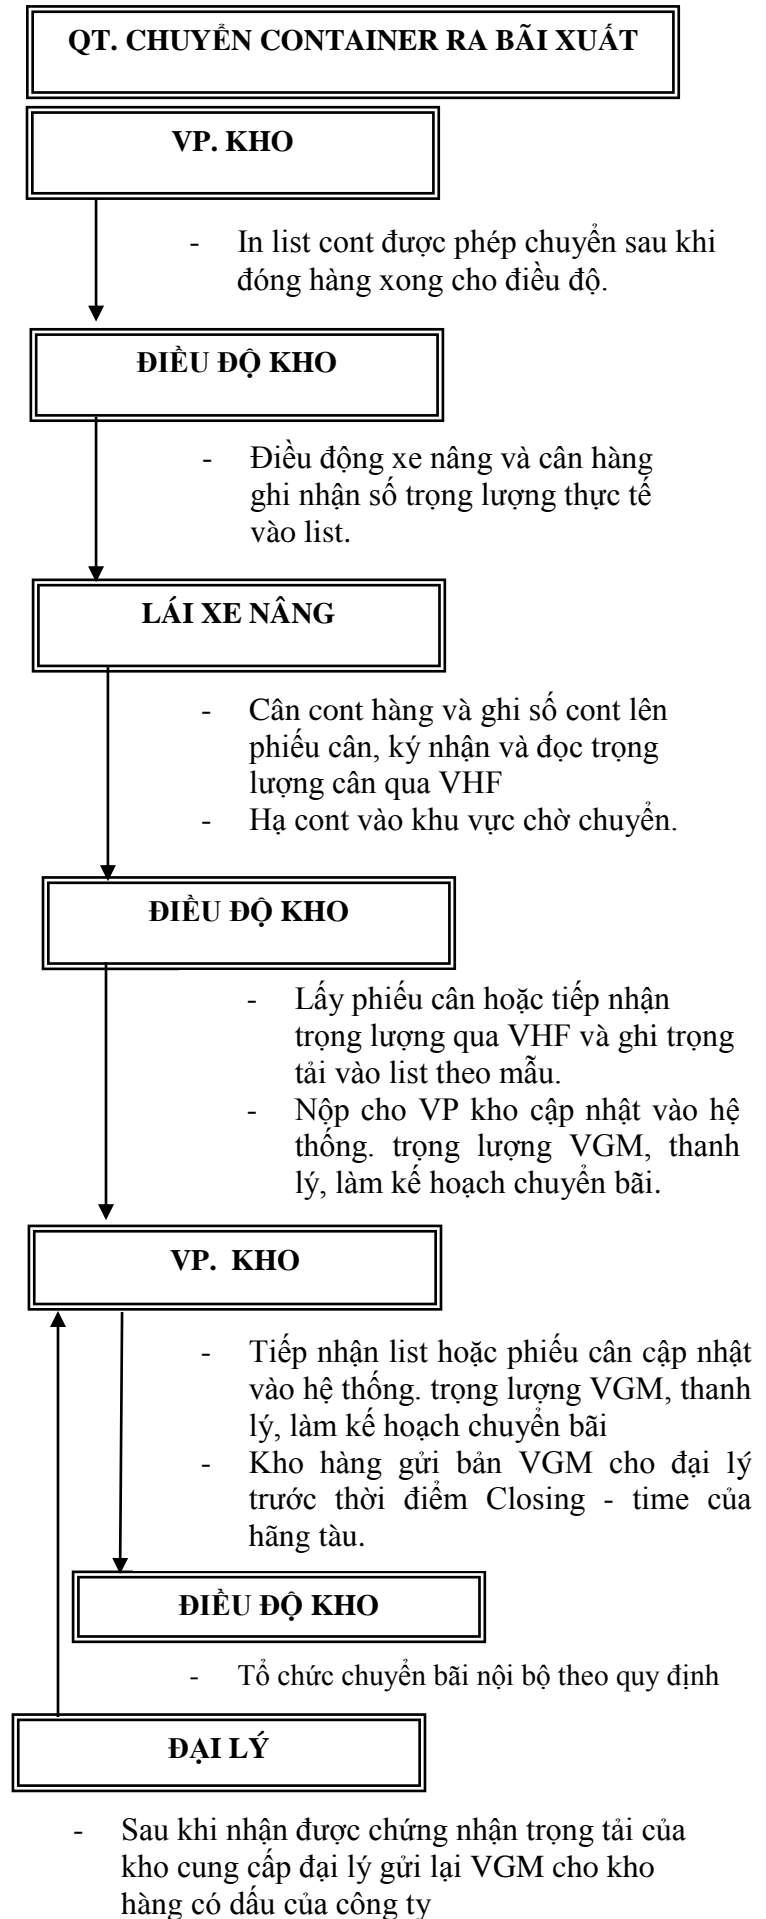 QT. CHUYỂN CONTAINER RA BÃI XUẤT
VP. KHO
- In list cont được phép chuyển sau khi
đóng hàng xong cho điều độ.
ĐIỀU ĐỘ KHO
- Điều động xe nâng và cân hàng
ghi nhận số trọng lượng thực tế
vào list.
LÁI XE NÂNG
- Cân cont hàng và ghi số cont lên
phiếu cân, ký nhận và đọc trọng
lượng cân qua VHF
- Hạ cont vào khu vực chờ chuyển.
ĐIỀU ĐỘ KHO
- Lấy phiếu cân hoặc tiếp nhận
trọng lượng qua VHF và ghi trọng
tải vào list theo mẫu.
- Nộp cho VP kho cập nhật vào hệ
thống. trọng lượng VGM, thanh
lý, làm kế hoạch chuyển bãi.
VP. KHO
- Tiếp nhận list hoặc phiếu cân cập nhật
vào hệ thống. trọng lượng VGM, thanh
lý, làm kế hoạch chuyển bãi
- Kho hàng gửi bản VGM cho đại lý
trước thời điểm Closing - time của
hãng tàu.
ĐIỀU ĐỘ KHO
- Tổ chức chuyển bãi nội bộ theo quy định
ĐẠI LÝ
- Sau khi nhận được chứng nhận trọng tải của
kho cung cấp đại lý gửi lại VGM cho kho
hàng có dấu của công ty